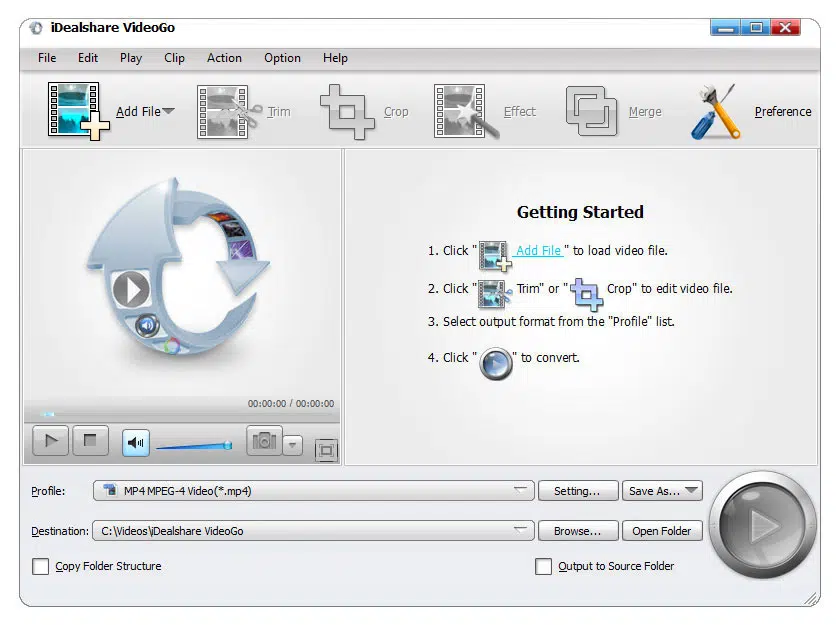 iDealshare VideoGo
File Edit Play Clip Action Option Help
Add File Trim Crop Effect Merge Preference
Getting Started
1. Click " Add File " to load video file.
2. Click " Trim" or " Crop" to edit video file.
3. Select output format from the "Profile" list.
4. Click " " to convert.
00:00:00 / 00:00:00
Profile: MP4 MPEG-4 Video(*.mp4) Setting... Save As...
Destination: C:\Videos\iDealshare VideoGo Browse... Open Folder
Copy Folder Structure Output to Source Folder